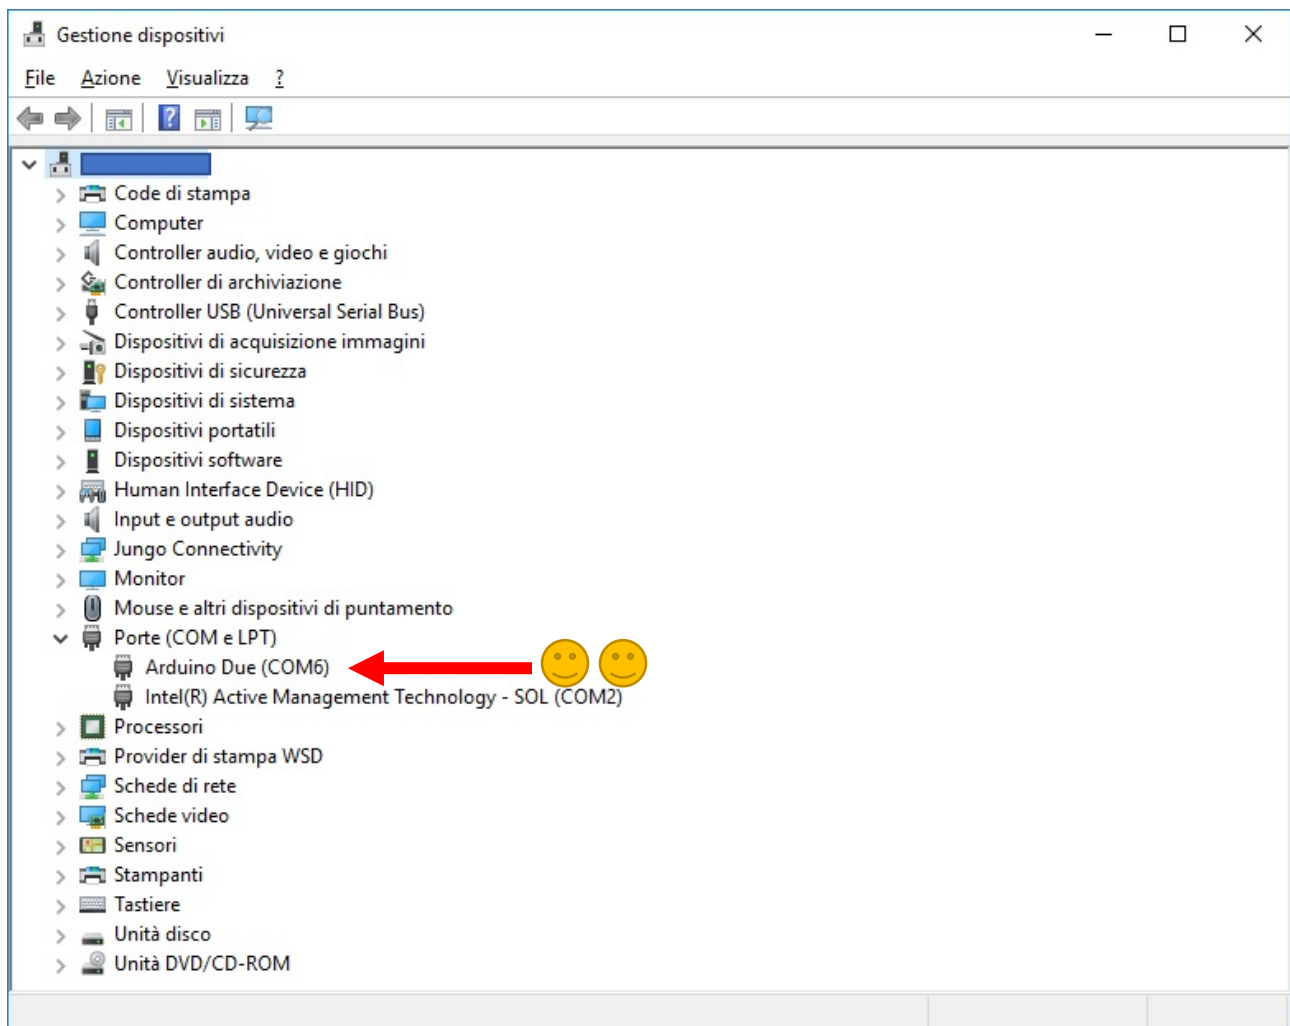 Gestione dispositivi
File Azione Visualizza ?
Code di stampa
Computer
Controller audio, video e giochi
Controller di archiviazione
Controller USB (Universal Serial Bus)
Dispositivi di acquisizione immagini
Dispositivi di sicurezza
Dispositivi di sistema
Dispositivi portatili
Dispositivi software
Human Interface Device (HID)
Input e output audio
Jungo Connectivity
Monitor
Mouse e altri dispositivi di puntamento
Porte (COM e LPT)
Arduino Due (COM6)
Intel(R) Active Management Technology - SOL (COM2)
Processori
Provider di stampa WSD
Schede di rete
Schede video
Sensori
Stampanti
Tastiere
Unità disco
Unità DVD/CD-ROM